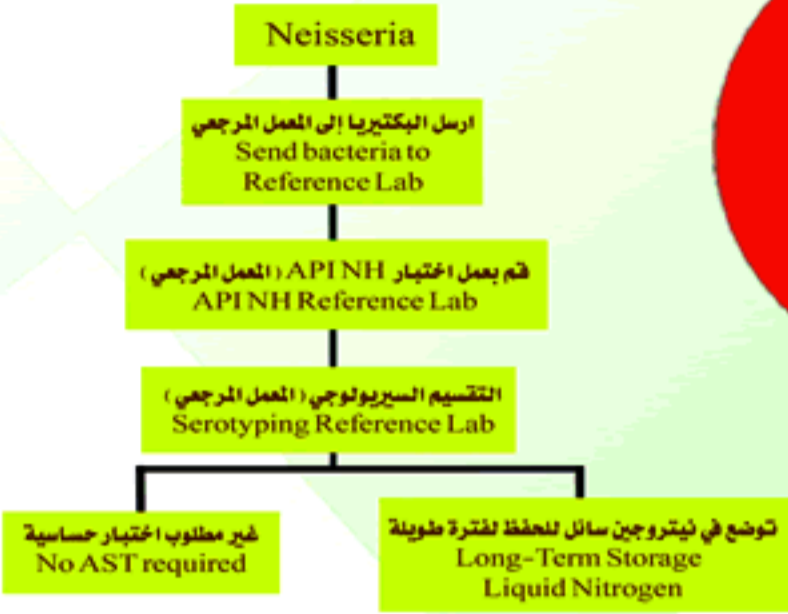 Neisseria
ارسل البكتيريا إلى المعمل المرجعي
Send bacteria to
Reference Lab
قم بعمل اختبار API NH (المعمل المرجعي)
API NH Reference Lab
التقسيم السيريولوجي (المعمل المرجعي)
Serotyping Reference Lab
غير مطلوب اختبار حساسية
No AST required
توضع في نيتروجين سائل للحفظ لفترة طويلة
Long-Term Storage
Liquid Nitrogen